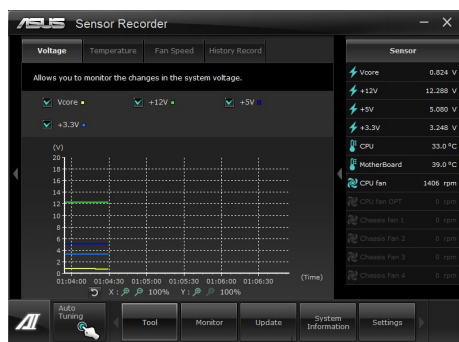 ASUS Sensor Recorder
Voltage Temperature Fan Speed History Record
Allows you to monitor the changes in the system voltage.
Vcore +12V +5V
+3.3V
(V)
20
18
16
14
12
10
8
6
4
2
0
01:04:00 01:04:30 01:05:00 01:05:30 01:06:00 01:06:30 (Time)
X : 100% Y : 100%
Sensor
Vcore 0.824 V
+12V 12.288 V
+5V 5.080 V
+3.3V 3.248 V
CPU 33.0 ºC
MotherBoard 39.0 ºC
CPU fan 1406 rpm
CPU fan OPT 0 rpm
Chassis Fan 1 0 rpm
Chassis Fan 2 0 rpm
Chassis Fan 3 0 rpm
Chassis Fan 4 0 rpm
Auto Tuning
Tool
Monitor
Update
System Information
Settings